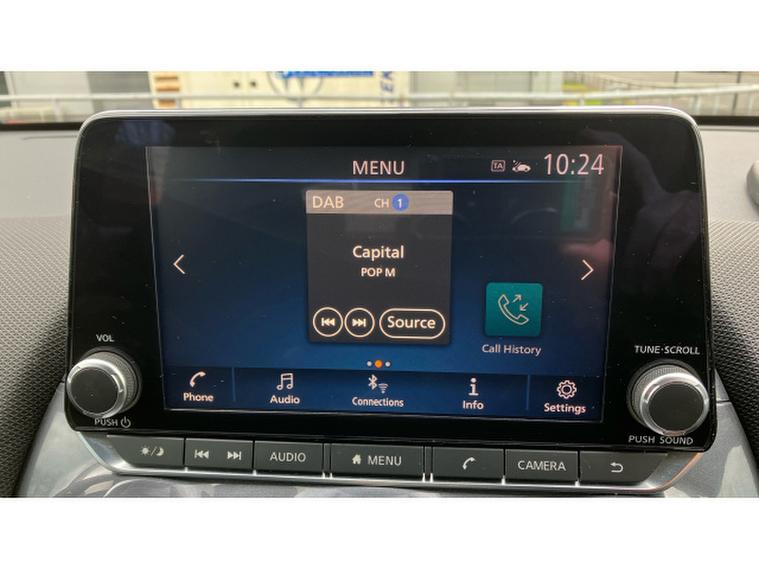 MENU TA 10:24
DAB CH 1
Capital
POP M
Source
Call History
Phone Audio Connections Info Settings
VOL
PUSH
TUNE·SCROLL
PUSH SOUND
AUDIO MENU CAMERA